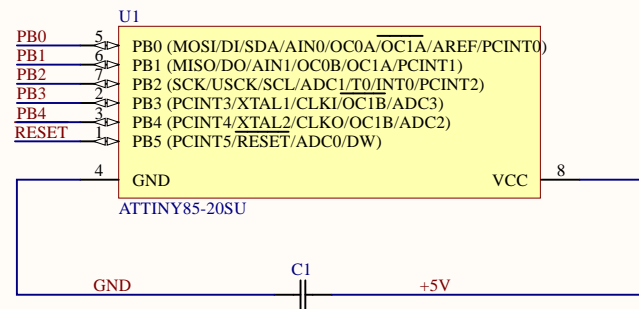 U1
PB0 5 PB0 (MOSI/DI/SDA/AIN0/OC0A/OC1A/AREF/PCINT0)
PB1 6 PB1 (MISO/DO/AIN1/OC0B/OC1A/PCINT1)
PB2 7 PB2 (SCK/USCK/SCL/ADC1/T0/INT0/PCINT2)
PB3 2 PB3 (PCINT3/XTAL1/CLKI/OC1B/ADC3)
PB4 3 PB4 (PCINT4/XTAL2/CLKO/OC1B/ADC2)
RESET 1 PB5 (PCINT5/RESET/ADC0/DW)
4 GND VCC 8
ATTINY85-20SU
C1
GND +5V